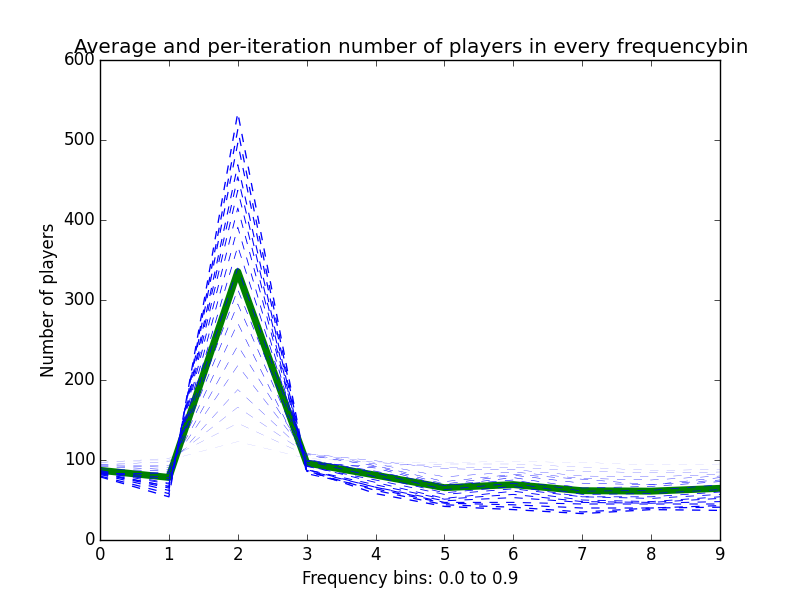 Average and per-iteration number of players in every frequencybin
600
500
400
300
200
100
0
Number of players
0 1 2 3 4 5 6 7 8 9
Frequency bins: 0.0 to 0.9